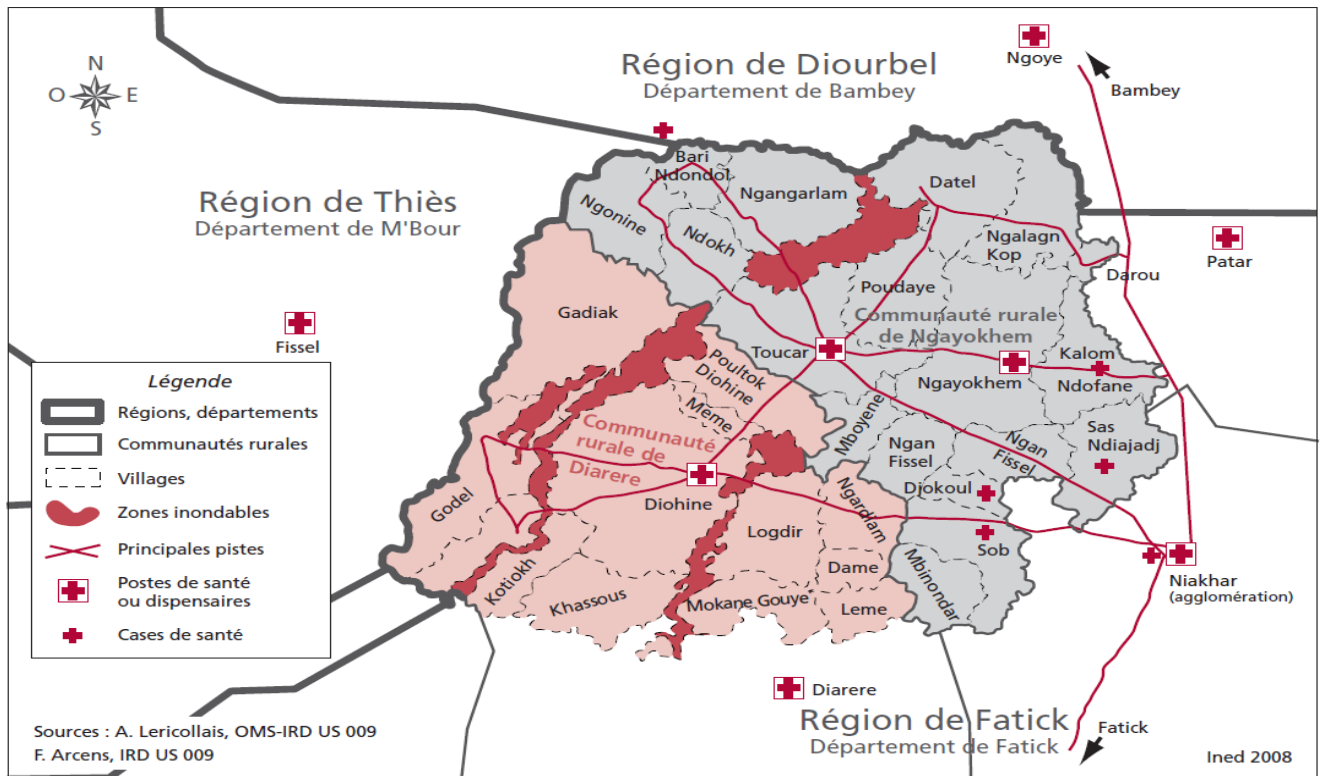 Région de Diourbel
Département de Bambey
Ngoye
Bambey
N
O
E
S
Région de Thiès
Département de M'Bour
Bari
Ndondol
Ngangarlam
Datel
Ngonine
Ndokh
Ngalagn
Kop
Patar
Darou
Poudaye
Gadiak
Communauté rurale
de Ngayokhem
Fissel
Toucar
Kalom
Poultok
Diohine
Ngayokhem
Ndofane
Meme
Mboyene
Communauté
rurale de
Diarere
Ngan
Fissel
Ngan
Fissel
Sas
Ndiajadj
Djokoul
Godel
Diohine
Ngardiam
Logdir
Sob
Dame
Mbinondar
Kotiokh
Khassous
Mokane Gouye
Leme
Niakhar
(agglomération)
Légende
Régions, départements
Communautés rurales
Villages
Zones inondables
Principales pistes
Postes de santé
ou dispensaires
Cases de santé
Diarere
Région de Fatick
Département de Fatick
Fatick
Sources : A. Lericollais, OMS-IRD US 009
F. Arcens, IRD US 009
Ined 2008